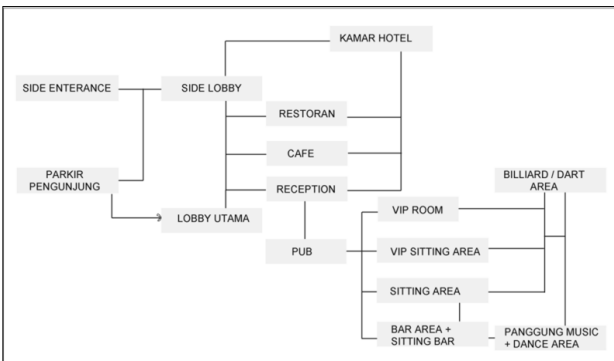 KAMAR HOTEL
SIDE ENTERANCE
SIDE LOBBY
RESTORAN
CAFE
PARKIR
PENGUNJUNG
RECEPTION
BILLIARD / DART
AREA
LOBBY UTAMA
VIP ROOM
PUB
VIP SITTING AREA
SITTING AREA
BAR AREA +
SITTING BAR
PANGGUNG MUSIC
+ DANCE AREA